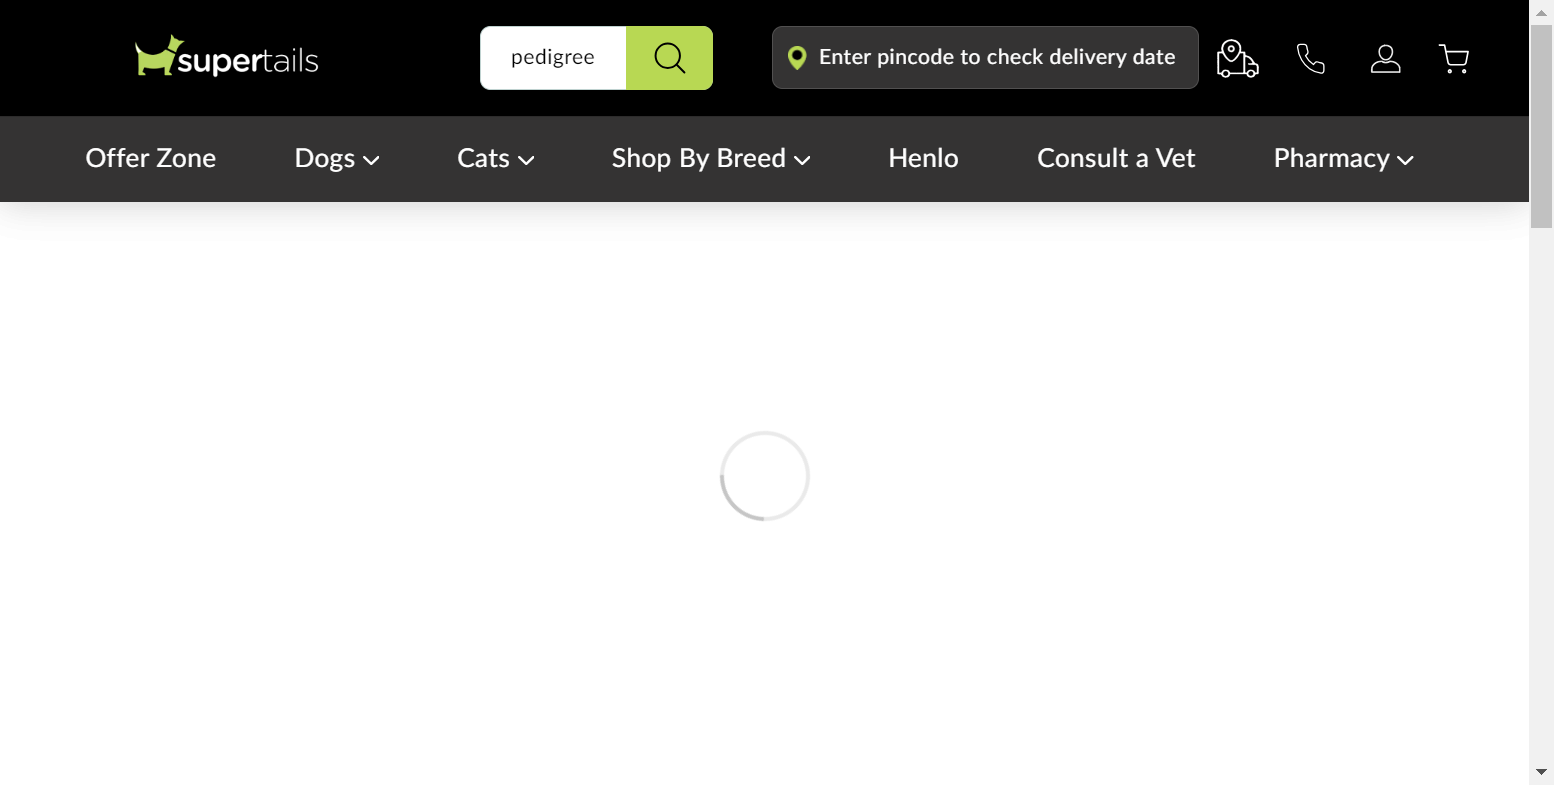 supertails
pedigree
Enter pincode to check delivery date
Offer Zone
Dogs
Cats
Shop By Breed
Henlo
Consult a Vet
Pharmacy